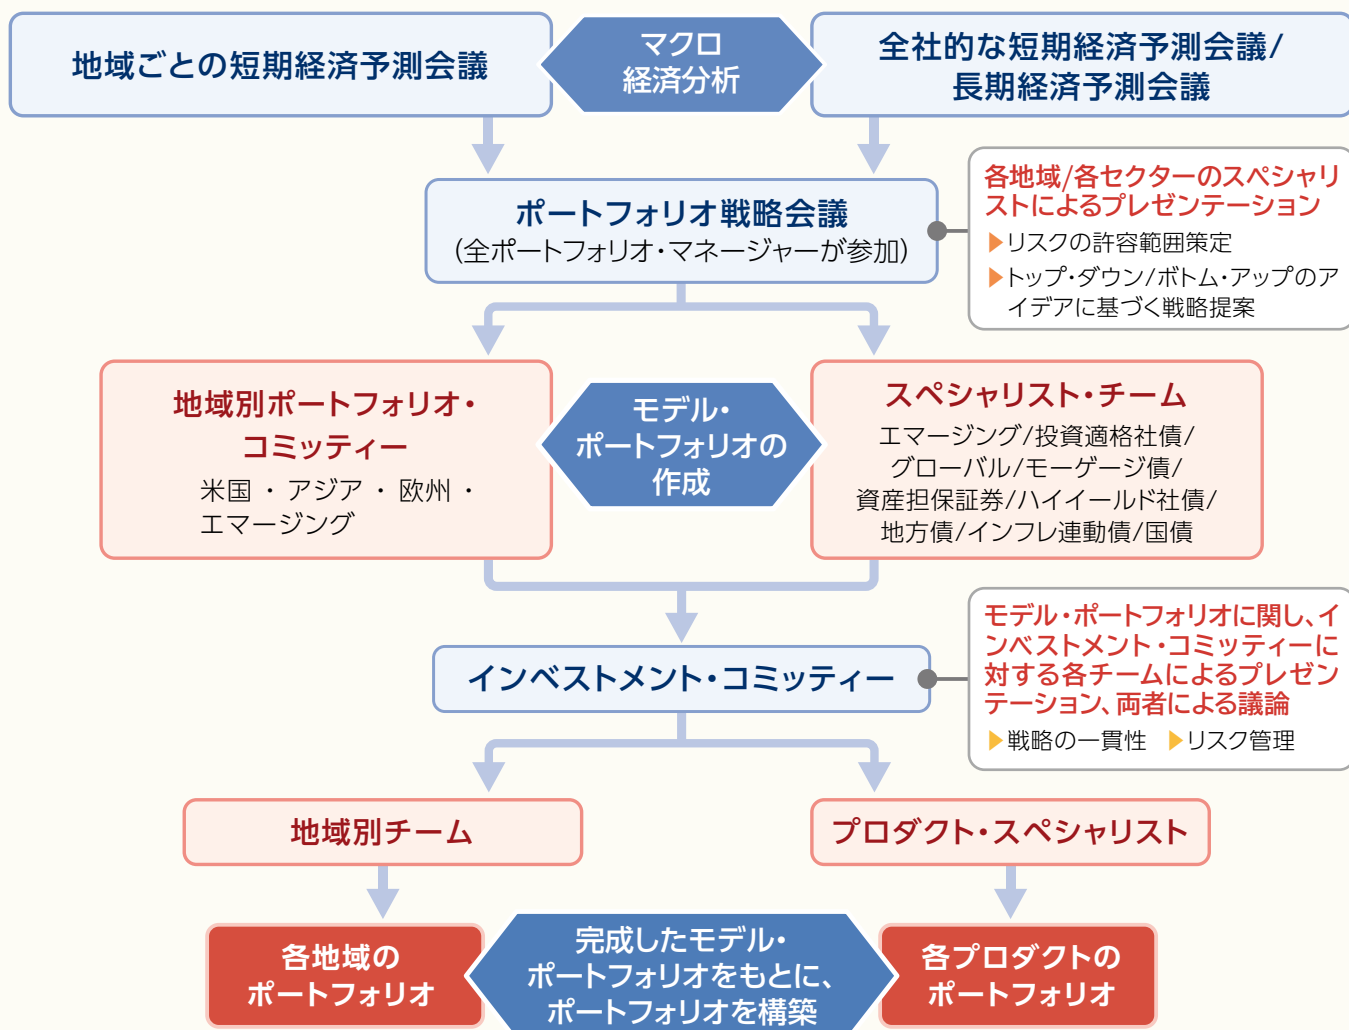 地域ごとの短期経済予測会議
マクロ
経済分析
全社的な短期経済予測会議/
長期経済予測会議
ポートフォリオ戦略会議
(全ポートフォリオ・マネージャーが参加)
各地域/各セクターのスペシャリ
ストによるプレゼンテーション
▶リスクの許容範囲策定
▶トップ・ダウン/ボトム・アップのア
イデアに基づく戦略提案
地域別ポートフォリオ・
コミッティー
米国 ・ アジア ・ 欧州 ・
エマージング
モデル・
ポートフォリオの
作成
スペシャリスト・チーム
エマージング/投資適格社債/
グローバル/モーゲージ債/
資産担保証券/ハイイールド社債/
地方債/インフレ連動債/国債
インベストメント・コミッティー
モデル・ポートフォリオに関し、イ
ンベストメント・コミッティーに
対する各チームによるプレゼン
テーション、両者による議論
▶戦略の一貫性 ▶リスク管理
地域別チーム
プロダクト・スペシャリスト
各地域の
ポートフォリオ
完成したモデル・
ポートフォリオをもとに、
ポートフォリオを構築
各プロダクトの
ポートフォリオ